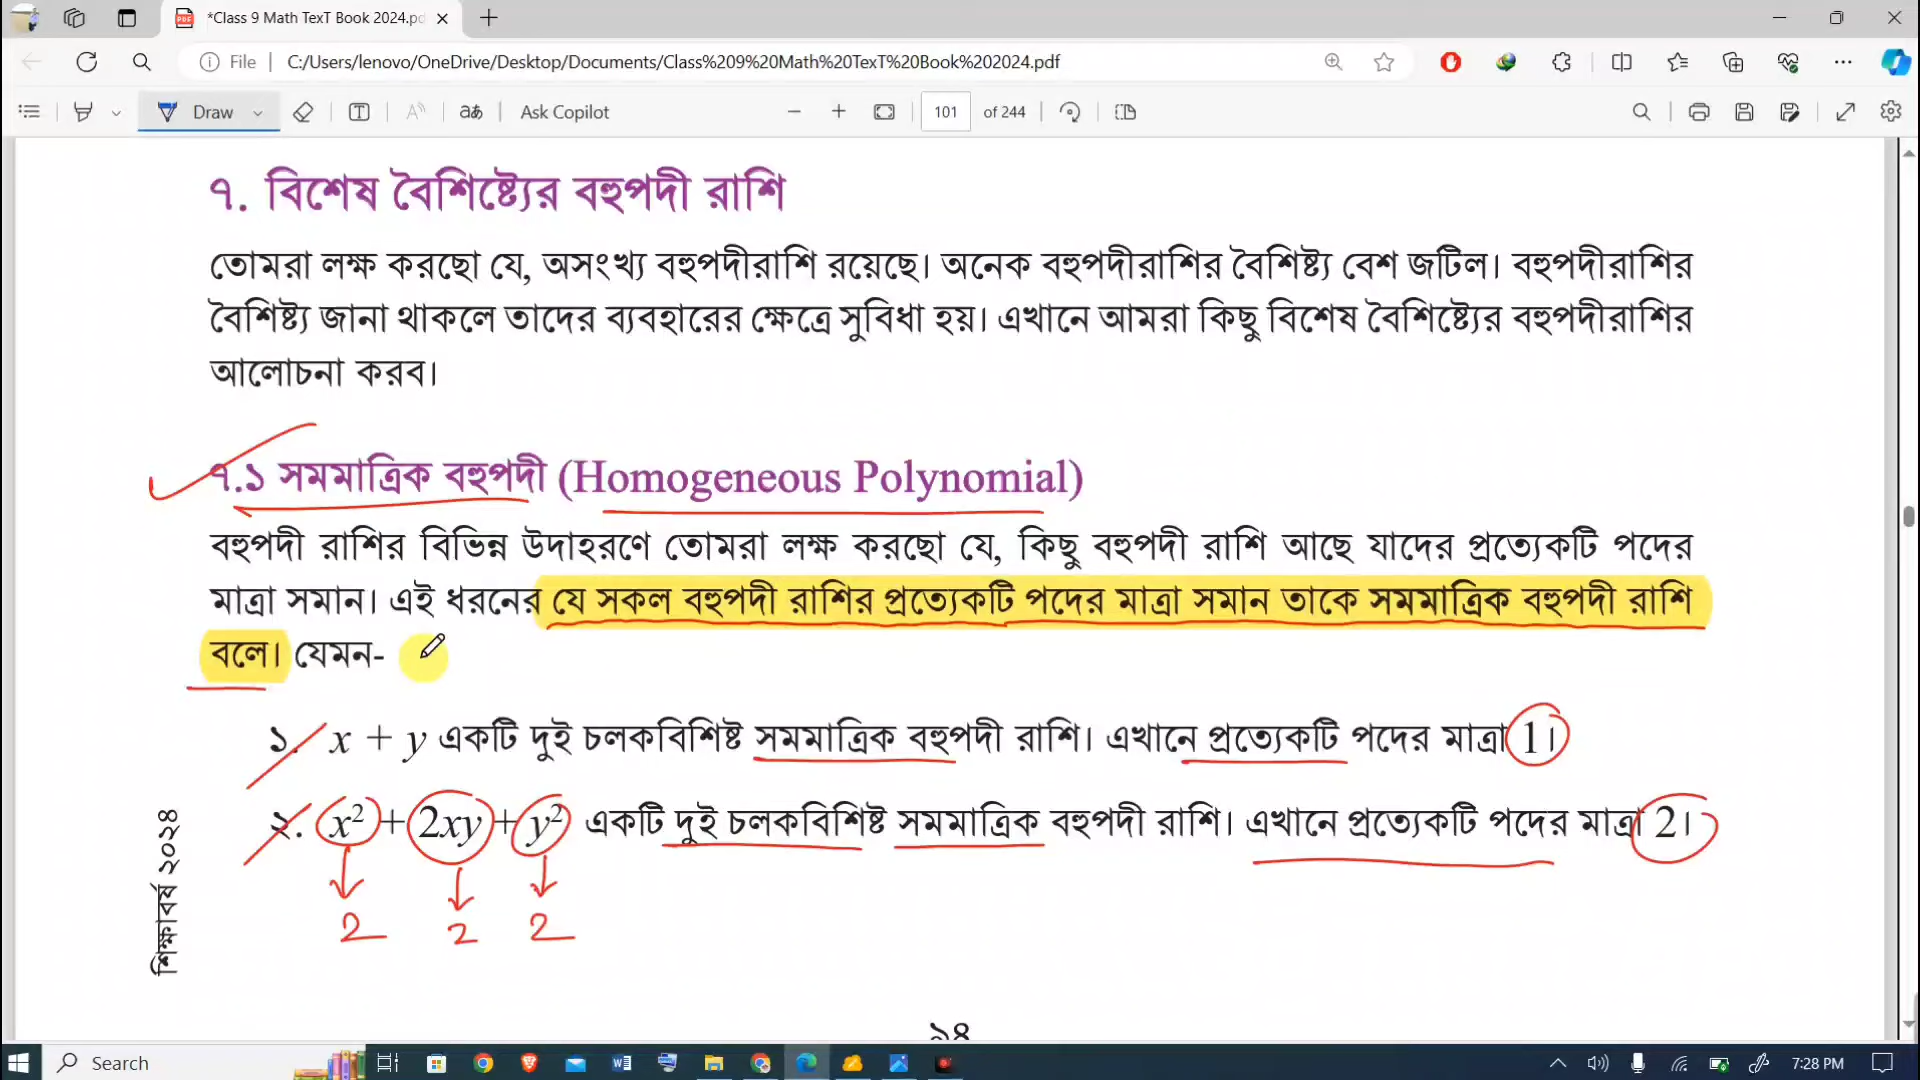 *Class 9 Math TexT Book 2024.pd
File
C:/Users/lenovo/OneDrive/Desktop/Documents/Class%209%20Math%20TexT%20Book%202024.pdf
Draw
aあ
Ask Copilot
101 of 244
৭. বিশেষ বৈশিষ্ট্যের বহুপদী রাশি
তোমরা লক্ষ করছো যে, অসংখ্য বহুপদীরাশি রয়েছে। অনেক বহুপদীরাশির বৈশিষ্ট্য বেশ জটিল। বহুপদীরাশির
বৈশিষ্ট্য জানা থাকলে তাদের ব্যবহারের ক্ষেত্রে সুবিধা হয়। এখানে আমরা কিছু বিশেষ বৈশিষ্ট্যের বহুপদীরাশির
আলোচনা করব।
৭.১ সমমাত্রিক বহুপদী (Homogeneous Polynomial)
বহুপদী রাশির বিভিন্ন উদাহরণে তোমরা লক্ষ করছো যে, কিছু বহুপদী রাশি আছে যাদের প্রত্যেকটি পদের
মাত্রা সমান। এই ধরনের যে সকল বহুপদী রাশির প্রত্যেকটি পদের মাত্রা সমান তাকে সমমাত্রিক বহুপদী রাশি
বলে। যেমন-
১. x + y একটি দুই চলকবিশিষ্ট সমমাত্রিক বহুপদী রাশি। এখানে প্রত্যেকটি পদের মাত্রা 1।
২. x² + 2xy + y² একটি দুই চলকবিশিষ্ট সমমাত্রিক বহুপদী রাশি। এখানে প্রত্যেকটি পদের মাত্রা 2।
2 2 2
শিক্ষাবর্ষ ২০২৪
৯৪
Search
7:28 PM